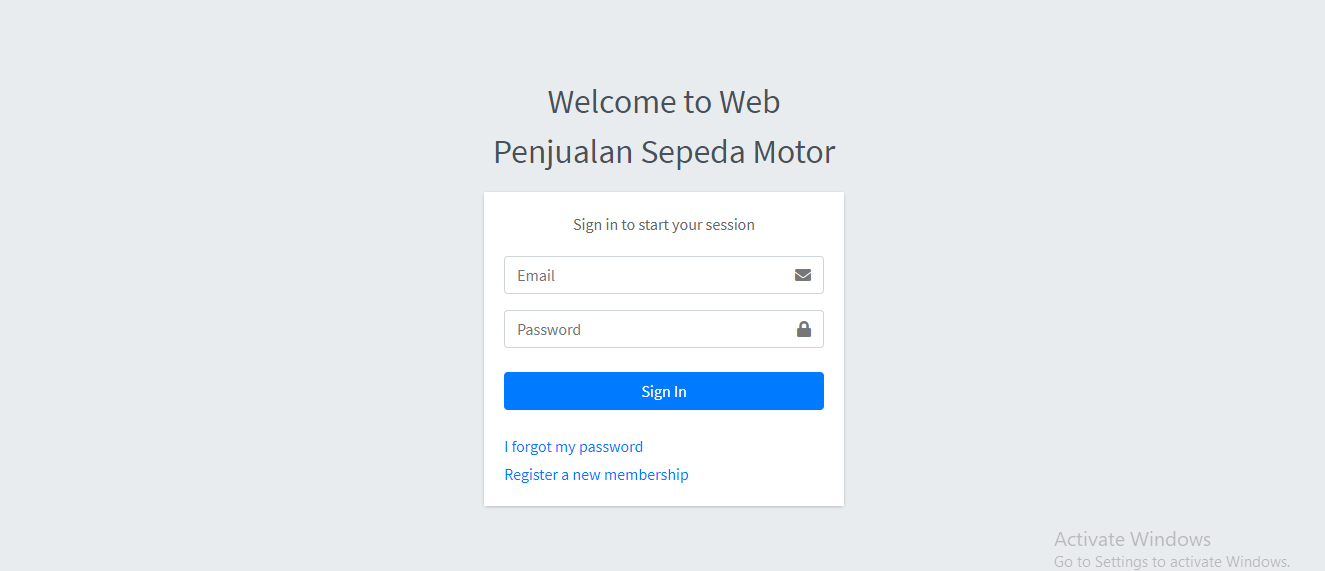 Welcome to Web
Penjualan Sepeda Motor
Sign in to start your session
Email
Password
Sign In
I forgot my password
Register a new membership
Activate Windows
Go to Settings to activate Windows.